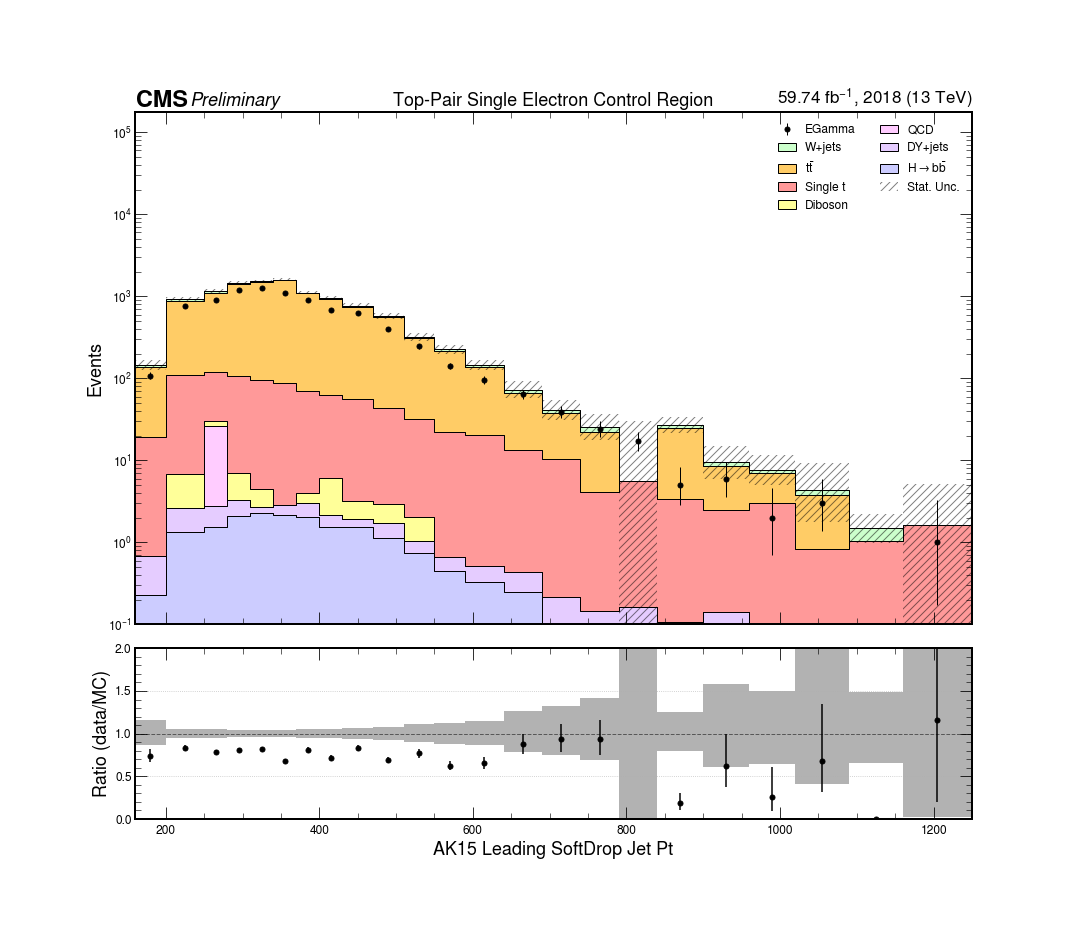 CMS Preliminary Top-Pair Single Electron Control Region 59.74 fb⁻¹, 2018 (13 TeV)
EGamma
W+jets
tt̄
Single t
Diboson
QCD
DY+jets
H→bb̄
Stat. Unc.
Events
10⁵
10⁴
10³
10²
10¹
10⁰
10⁻¹
Ratio (data/MC)
2.0
1.5
1.0
0.5
0.0
200 400 600 800 1000 1200
AK15 Leading SoftDrop Jet Pt